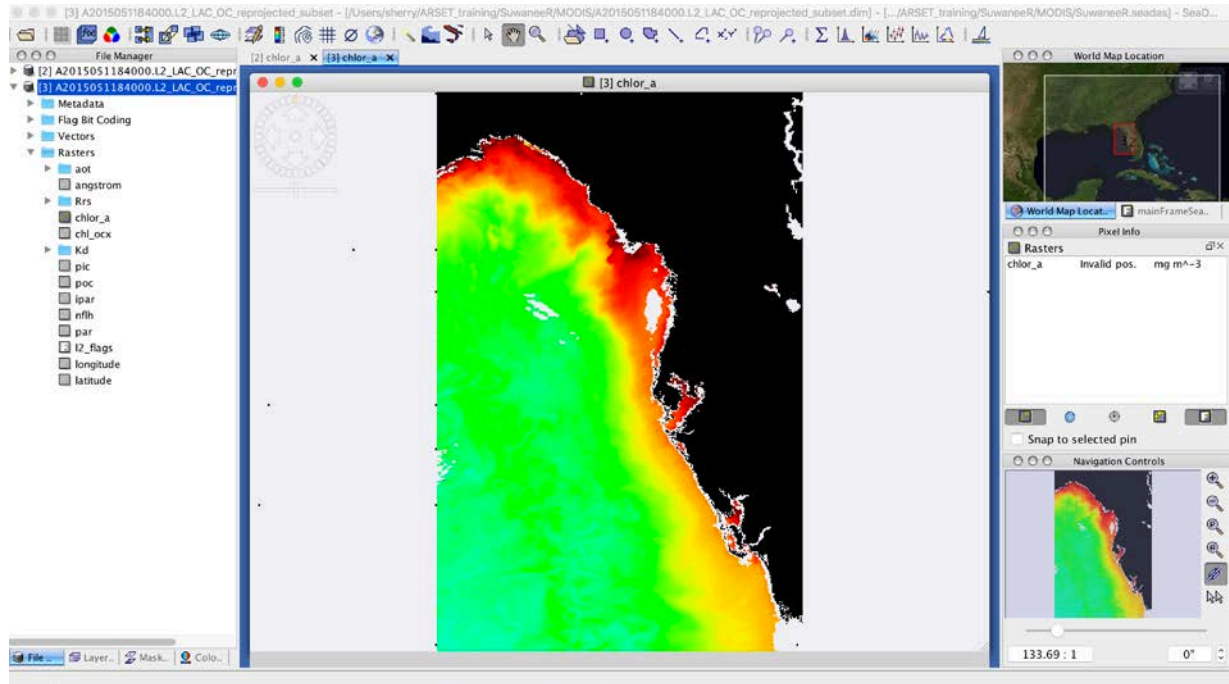 [3] A2015051184000.L2_LAC_OC_reprojected_subset - [/Users/sherry/ARSET_training/SuwaneeR/MODIS/A2015051184000.L2_LAC_OC_reprojected_subset.dim] - [.../ARSET_training/SuwaneeR/MODIS/SuwaneeR.seadas] - SeaD...
File Manager
[2] chlor_a
[3] chlor_a
World Map Location
[2] A2015051184000.L2_LAC_OC_repr
[3] A2015051184000.L2_LAC_OC_repr
[3] chlor_a
Metadata
Flag Bit Coding
Vectors
Rasters
aot
angstrom
Rrs
chlor_a
chl_ocx
Kd
pic
poc
ipar
nflh
par
l2_flags
longitude
latitude
3 2
World Map Locat..
mainFrameSea..
Pixel Info
Rasters
chlor_a Invalid pos. mg m^-3
Snap to selected pin
Navigation Controls
133.69 : 1 0°
File ..
Layer..
Mask..
Colo..